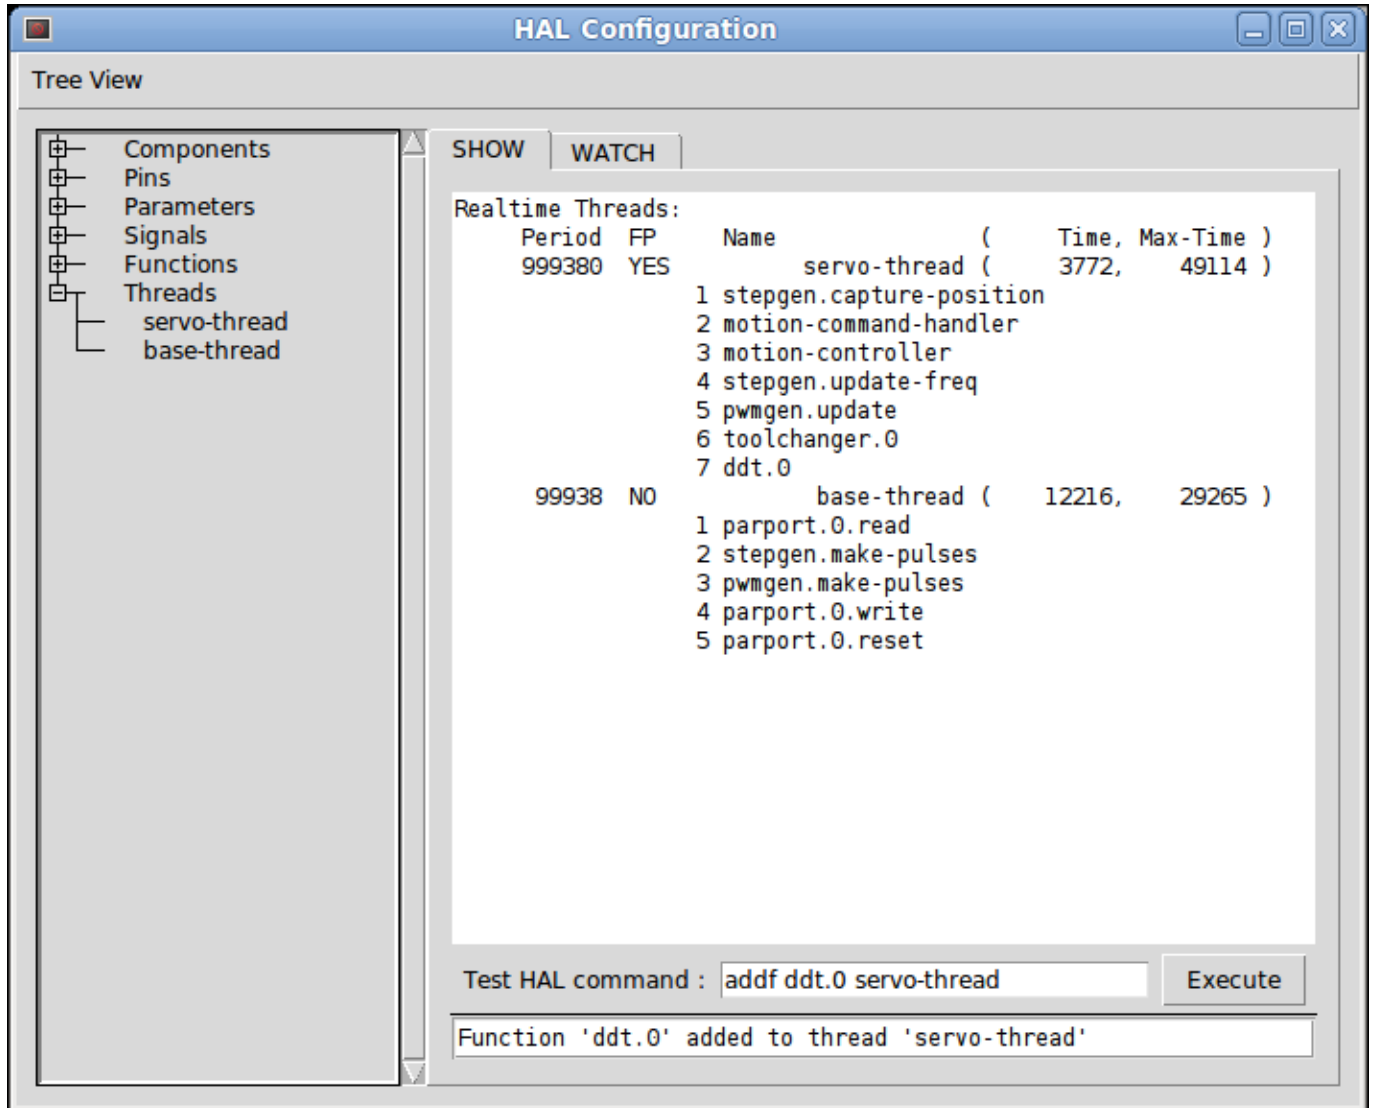 HAL Configuration
Tree View
Components
Pins
Parameters
Signals
Functions
Threads
servo-thread
base-thread
SHOW WATCH
Realtime Threads:
Period FP Name ( Time, Max-Time )
999380 YES servo-thread ( 3772, 49114 )
1 stepgen.capture-position
2 motion-command-handler
3 motion-controller
4 stepgen.update-freq
5 pwmgen.update
6 toolchanger.0
7 ddt.0
99938 NO base-thread ( 12216, 29265 )
1 parport.0.read
2 stepgen.make-pulses
3 pwmgen.make-pulses
4 parport.0.write
5 parport.0.reset
Test HAL command : addf ddt.0 servo-thread Execute
Function 'ddt.0' added to thread 'servo-thread'